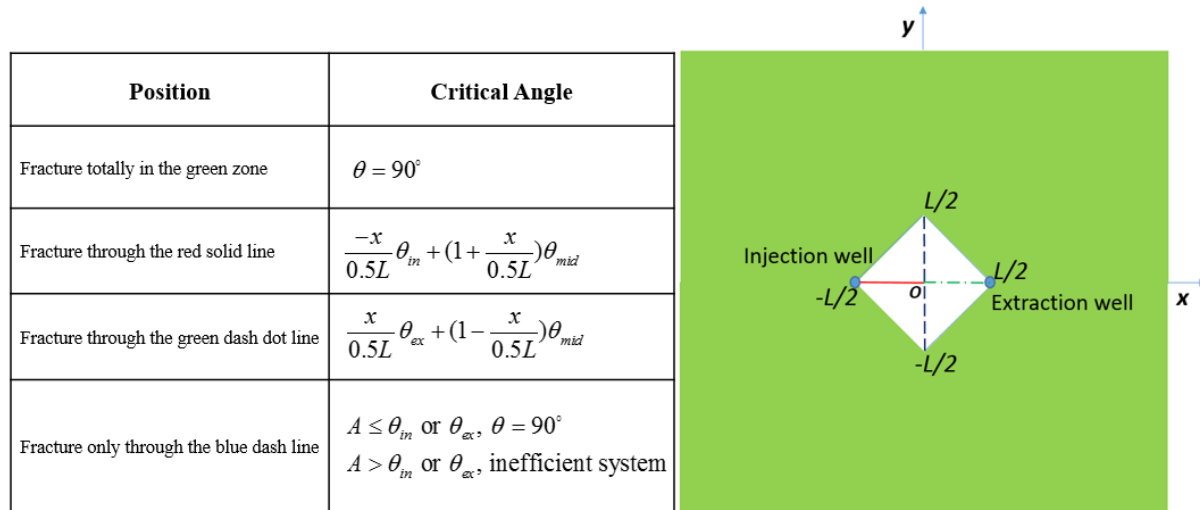 Position
Critical Angle
Fracture totally in the green zone
θ = 90°
Fracture through the red solid line
-x/0.5L θ_in + (1 + x/0.5L)θ_mid
Fracture through the green dash dot line
x/0.5L θ_ex + (1 - x/0.5L)θ_mid
Fracture only through the blue dash line
A ≤ θ_in or θ_ex, θ = 90°
A > θ_in or θ_ex, inefficient system
y
L/2
Injection well
L/2
-L/2
o
Extraction well
x
-L/2